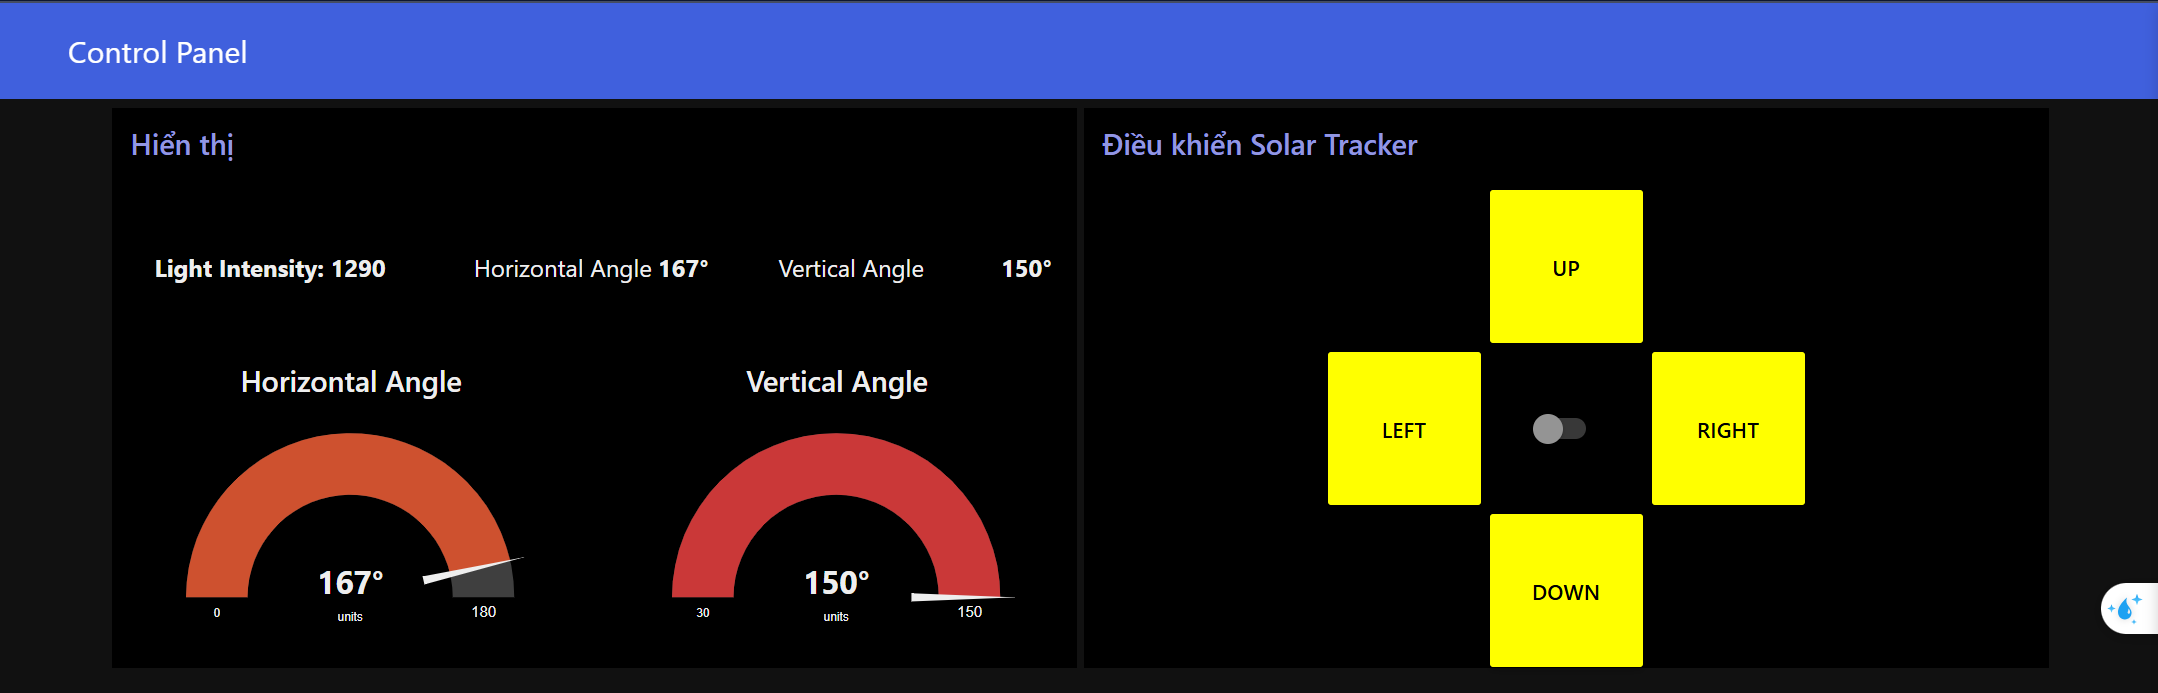 Control Panel
Hiển thị
Light Intensity: 1290
Horizontal Angle 167°
Vertical Angle 150°
Horizontal Angle
167°
units
0
180
Vertical Angle
150°
units
30
150
Điều khiển Solar Tracker
UP
LEFT
RIGHT
DOWN